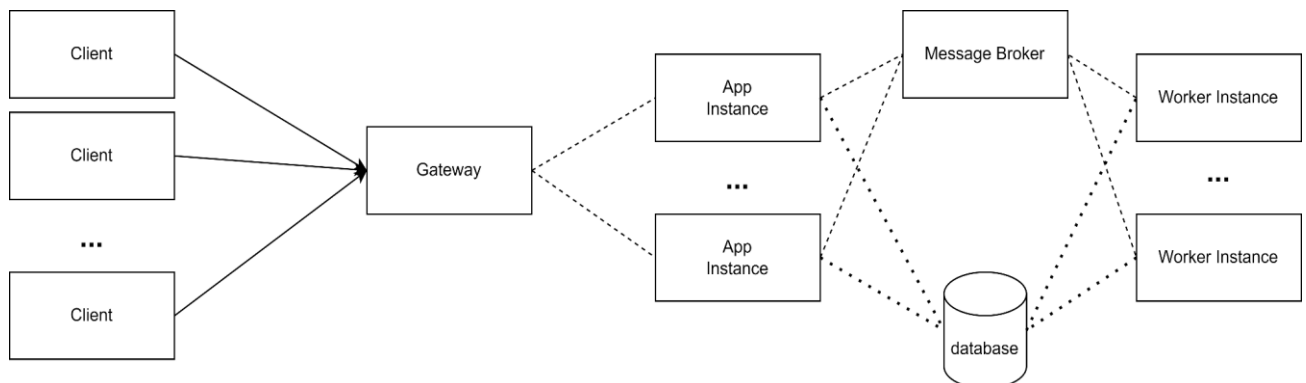 Client
Client
...
Client
Gateway
App
Instance
...
App
Instance
Message Broker
database
Worker Instance
...
Worker Instance